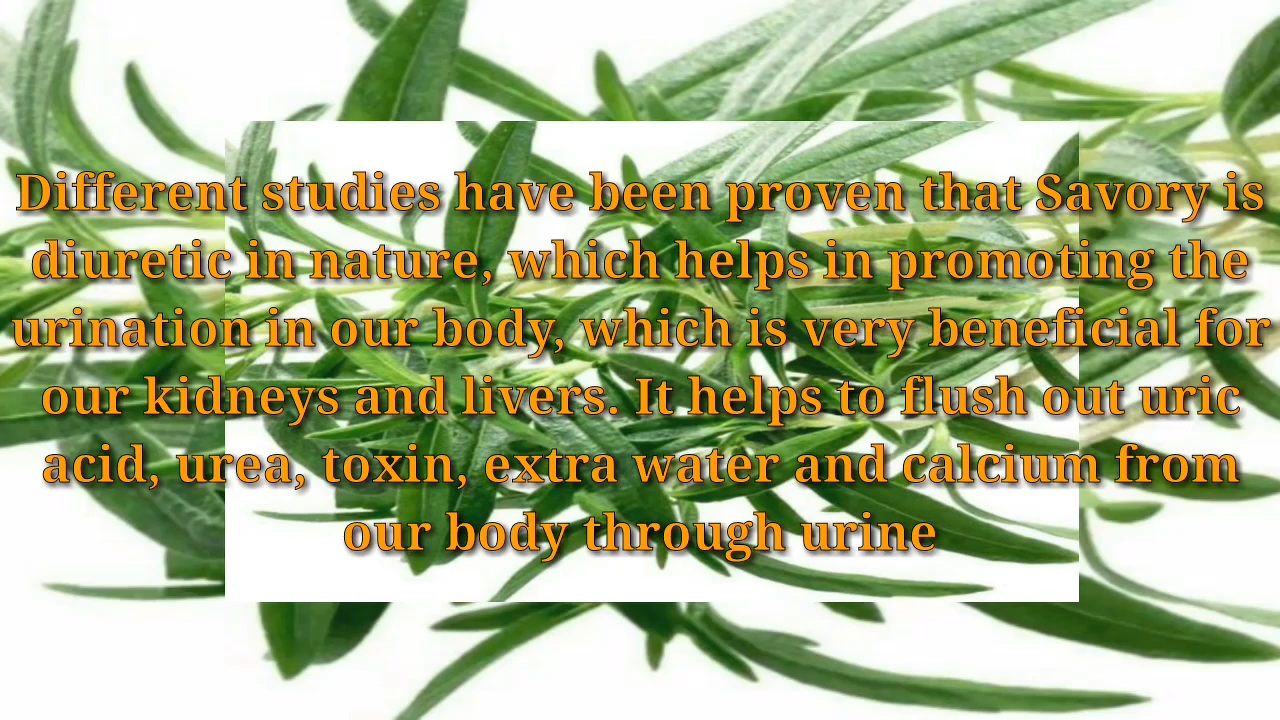 Different studies have been proven that Savory is
diuretic in nature, which helps in promoting the
urination in our body, which is very beneficial for
our kidneys and livers. It helps to flush out uric
acid, urea, toxin, extra water and calcium from
our body through urine